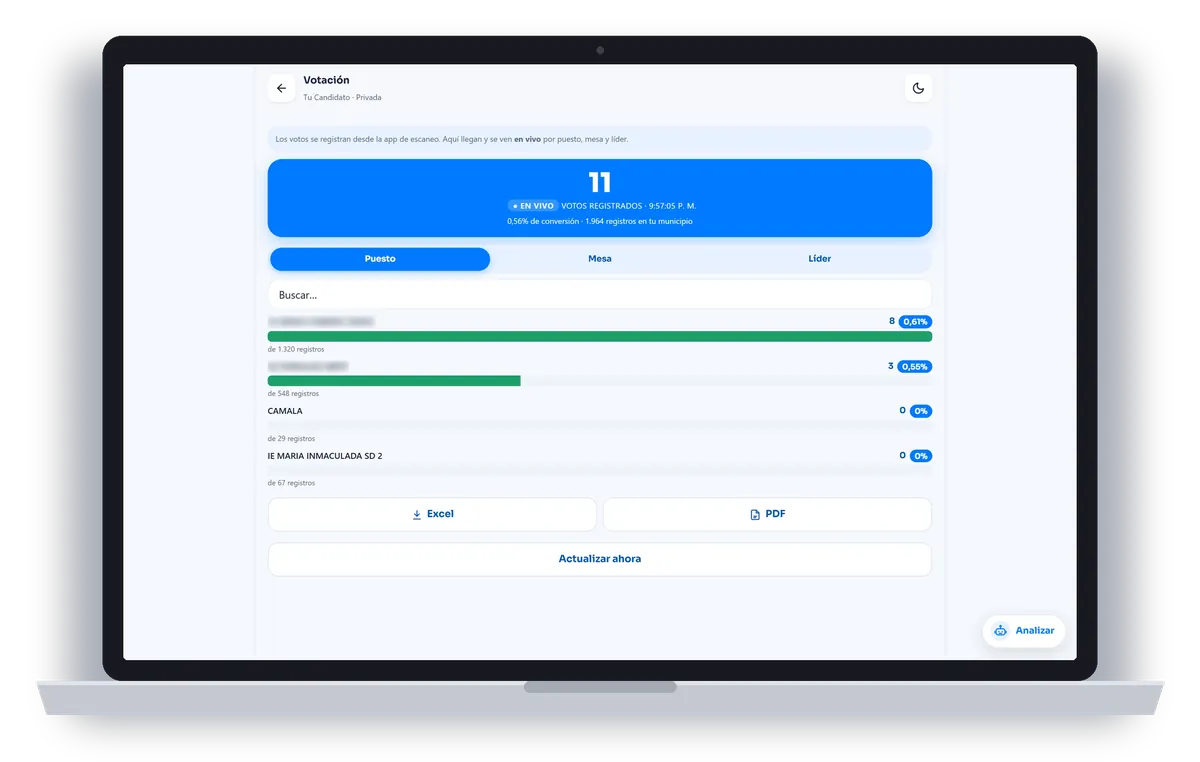 Votación
Tu Candidato · Privada
Los votos se registran desde la app de escaneo. Aquí llegan y se ven en vivo por puesto, mesa y líder.
11
• EN VIVO VOTOS REGISTRADOS · 9:57:05 P. M.
0,56% de conversión · 1.964 registros en tu municipio
Puesto Mesa Líder
Buscar...
8 0,61%
de 1.320 registros
3 0,55%
de 548 registros
CAMALA 0 0%
de 29 registros
IE MARIA INMACULADA SD 2 0 0%
de 67 registros
Excel PDF
Actualizar ahora
Analizar